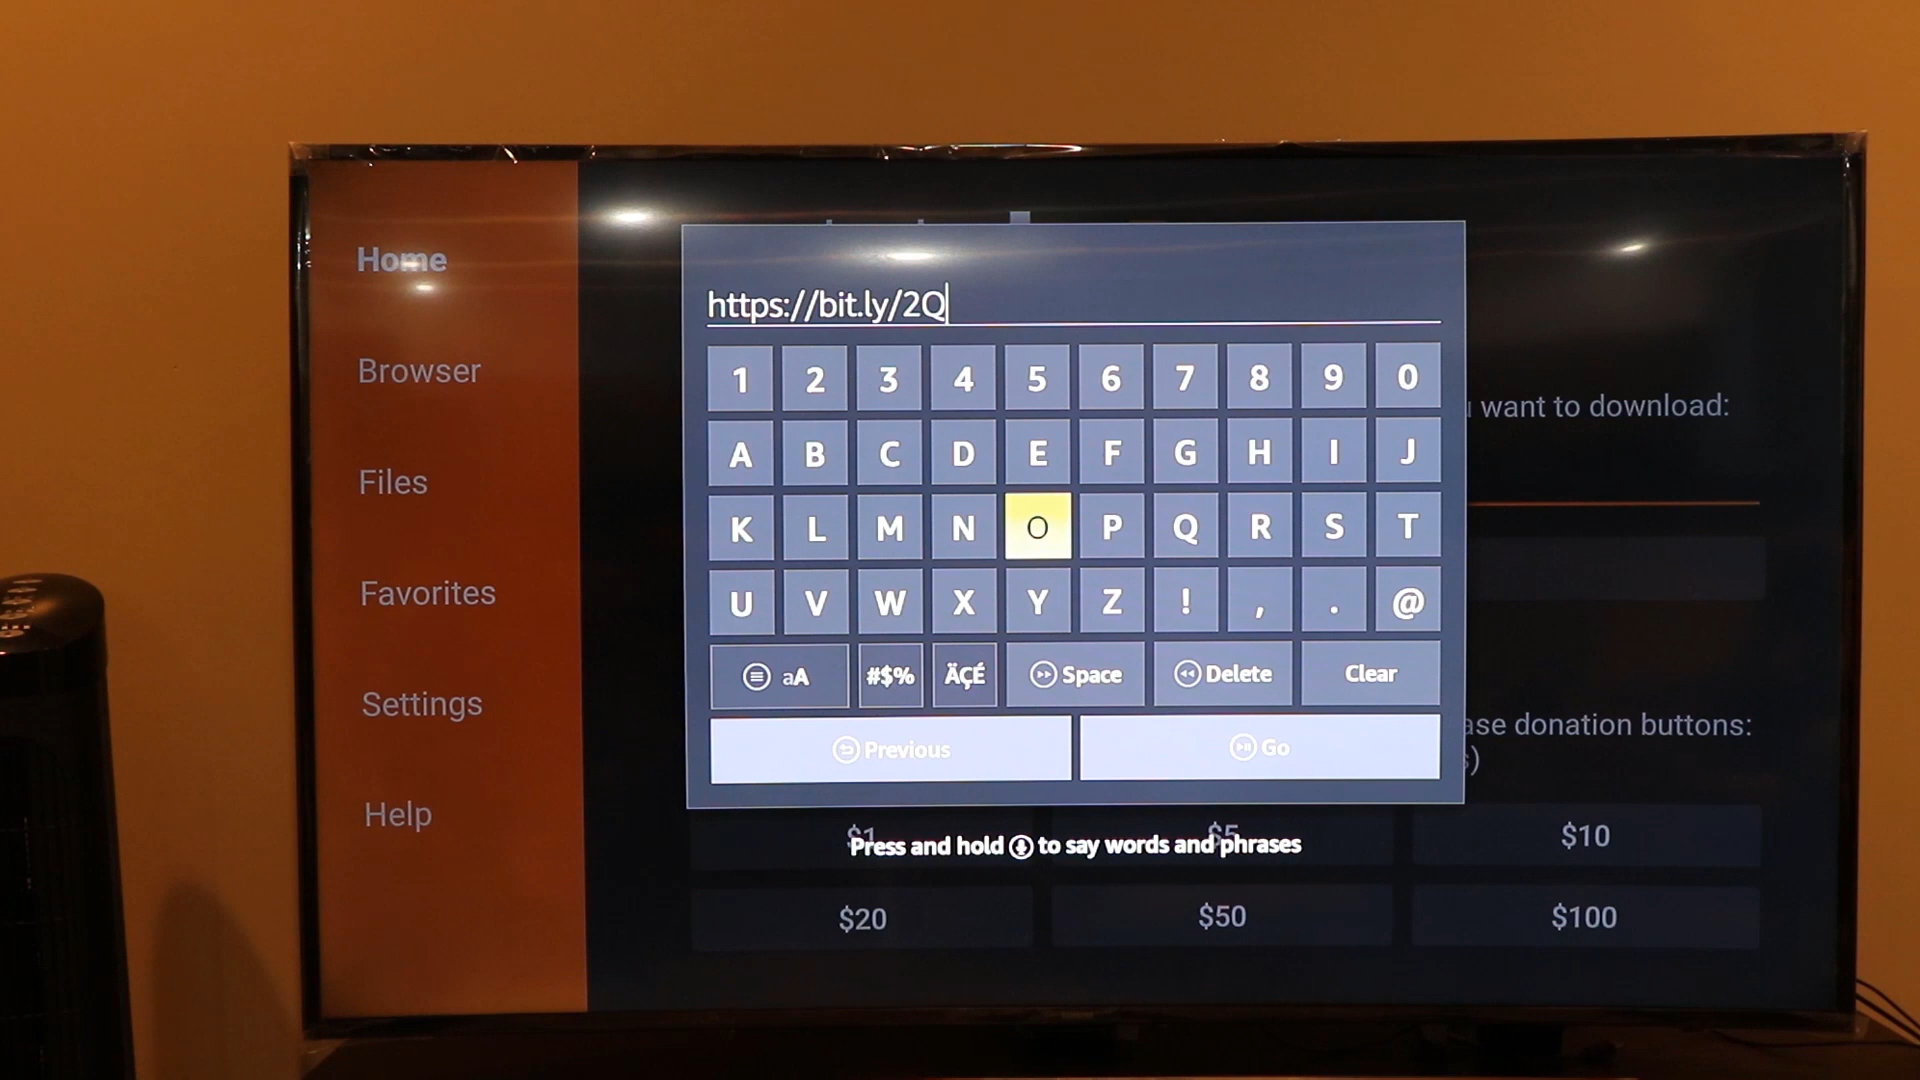 Home
Browser
Files
Favorites
Settings
Help
https://bit.ly/2Q
1 2 3 4 5 6 7 8 9 0
A B C D E F G H I J
K L M N O P Q R S T
U V W X Y Z ! , . @
aA #$% ÄÇÉ Space Delete Clear
Previous Go
Press and hold to say words and phrases
want to download:
donation buttons:
$1 $5 $10
$20 $50 $100